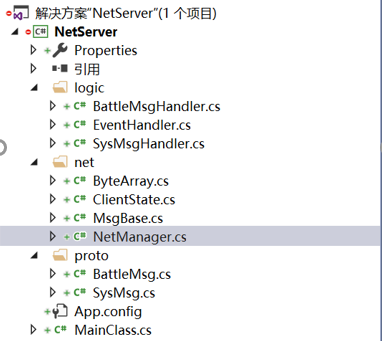 解决方案"NetServer"(1 个项目)
NetServer
Properties
引用
logic
BattleMsgHandler.cs
EventHandler.cs
SysMsgHandler.cs
net
ByteArray.cs
ClientState.cs
MsgBase.cs
NetManager.cs
proto
BattleMsg.cs
SysMsg.cs
App.config
MainClass.cs